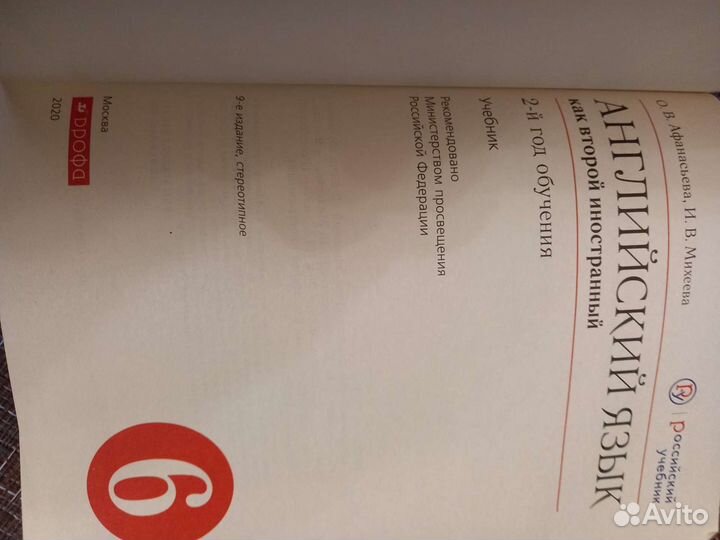 О. В. Афанасьева, И. В. Михеева
АНГЛИЙСКИЙ ЯЗЫК
как второй иностранный
2-й год обучения
учебник
Рекомендовано
Министерством просвещения
Российской Федерации
9-е издание, стереотипное
Москва
ДРОФА
2020
6
ру
российский
учебник
Avito